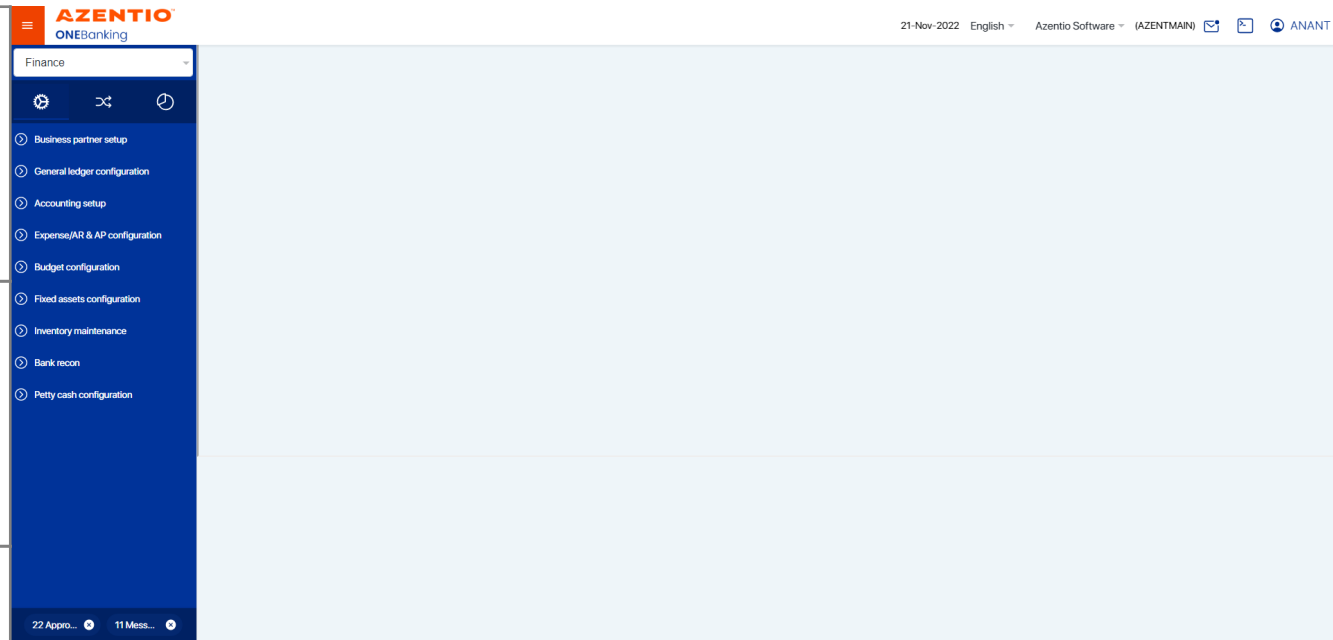 AZENTIO™
ONEBanking
21-Nov-2022 English Azentio Software (AZENTMAIN) ANANT
Finance
Business partner setup
General ledger configuration
Accounting setup
Expense/AR & AP configuration
Budget configuration
Fixed assets configuration
Inventory maintenance
Bank recon
Petty cash configuration
22 Appro... 11 Mess...